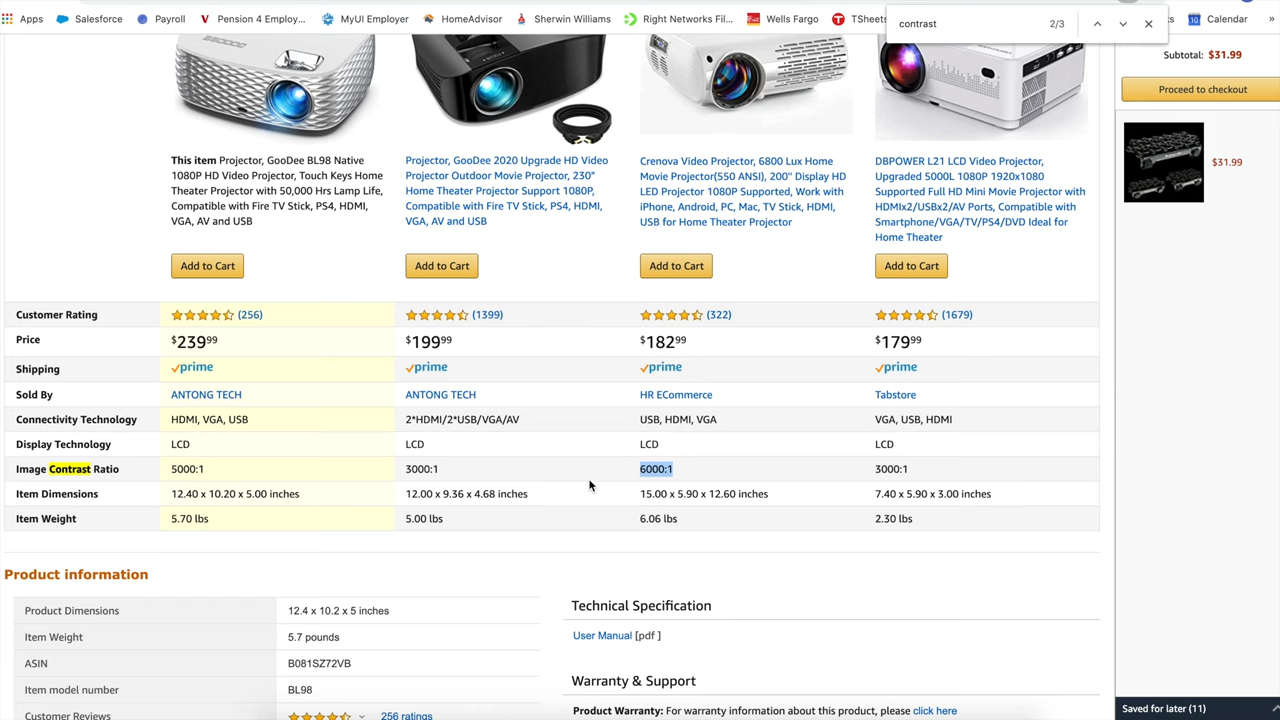 Apps Salesforce Payroll Pension 4 Employ... MyUI Employer HomeAdvisor Sherwin Williams Right Networks Fil... Wells Fargo TSheets Calendar »
contrast 2/3
Subtotal: $31.99
Proceed to checkout
$31.99
This item Projector, GooDee BL98 Native
1080P HD Video Projector, Touch Keys Home
Theater Projector with 50,000 Hrs Lamp Life,
Compatible with Fire TV Stick, PS4, HDMI,
VGA, AV and USB
Projector, GooDee 2020 Upgrade HD Video
Projector Outdoor Movie Projector, 230"
Home Theater Projector Support 1080P,
Compatible with Fire TV Stick, PS4, HDMI,
VGA, AV and USB
Crenova Video Projector, 6800 Lux Home
Movie Projector(550 ANSI), 200" Display HD
LED Projector 1080P Supported, Work with
iPhone, Android, PC, Mac, TV Stick, HDMI,
USB for Home Theater Projector
DBPOWER L21 LCD Video Projector,
Upgraded 5000L 1080P 1920x1080
Supported Full HD Mini Movie Projector with
HDMIx2/USBx2/AV Ports, Compatible with
Smartphone/VGA/TV/PS4/DVD Ideal for
Home Theater
Add to Cart Add to Cart Add to Cart Add to Cart
Customer Rating (256) (1399) (322) (1679)
Price $239.99 $199.99 $182.99 $179.99
Shipping prime prime prime prime
Sold By ANTONG TECH ANTONG TECH HR ECommerce Tabstore
Connectivity Technology HDMI, VGA, USB 2*HDMI/2*USB/VGA/AV USB, HDMI, VGA VGA, USB, HDMI
Display Technology LCD LCD LCD LCD
Image Contrast Ratio 5000:1 3000:1 6000:1 3000:1
Item Dimensions 12.40 x 10.20 x 5.00 inches 12.00 x 9.36 x 4.68 inches 15.00 x 5.90 x 12.60 inches 7.40 x 5.90 x 3.00 inches
Item Weight 5.70 lbs 5.00 lbs 6.06 lbs 2.30 lbs
Product information
Product Dimensions 12.4 x 10.2 x 5 inches
Item Weight 5.7 pounds
ASIN B081SZ72VB
Item model number BL98
Customer Reviews 256 ratings
Technical Specification
User Manual [pdf ]
Warranty & Support
Product Warranty: For warranty information about this product, please click here
Saved for later (11)